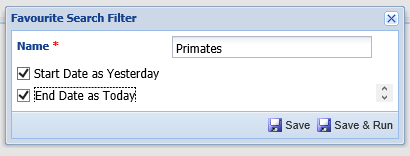 Favourite Search Filter
Name * Primates
Start Date as Yesterday
End Date as Today
Save Save & Run